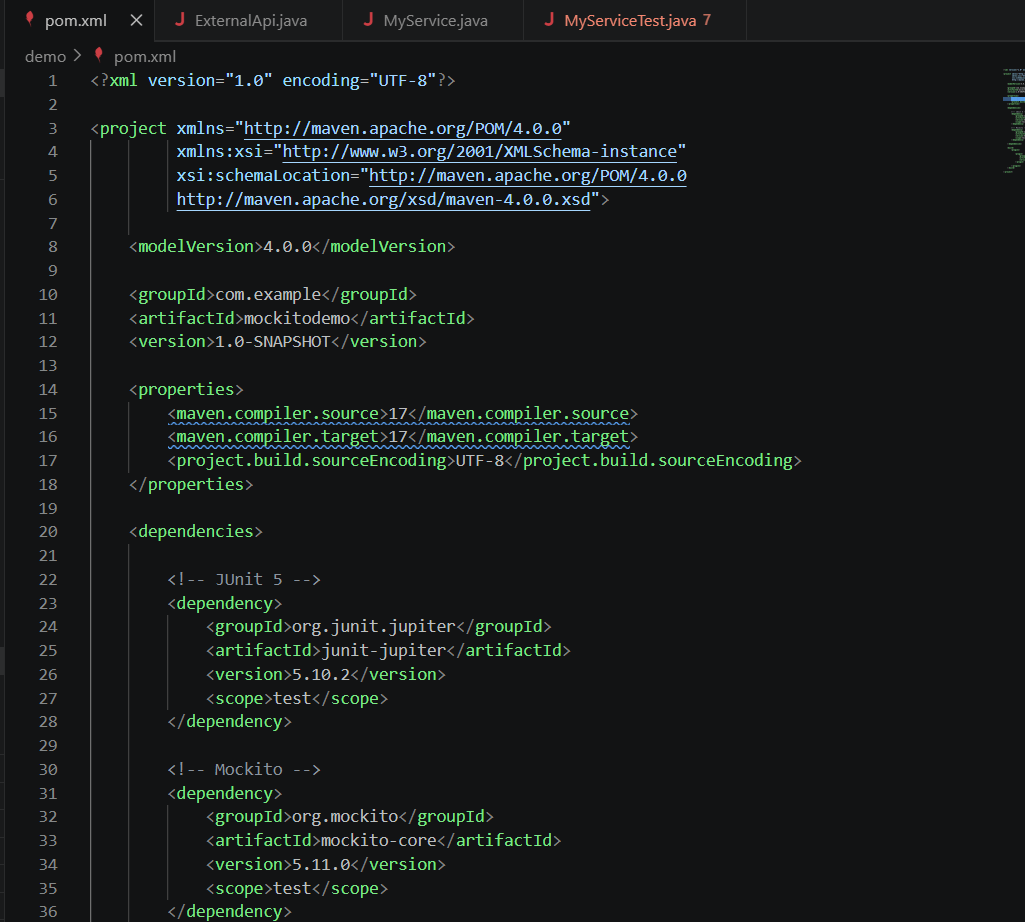 pom.xml
ExternalApi.java
MyService.java
MyServiceTest.java 7
demo > pom.xml
1 <?xml version="1.0" encoding="UTF-8"?>
2
3 <project xmlns="http://maven.apache.org/POM/4.0.0"
4 xmlns:xsi="http://www.w3.org/2001/XMLSchema-instance"
5 xsi:schemaLocation="http://maven.apache.org/POM/4.0.0
6 http://maven.apache.org/xsd/maven-4.0.0.xsd">
7
8 <modelVersion>4.0.0</modelVersion>
9
10 <groupId>com.example</groupId>
11 <artifactId>mockitodemo</artifactId>
12 <version>1.0-SNAPSHOT</version>
13
14 <properties>
15 <maven.compiler.source>17</maven.compiler.source>
16 <maven.compiler.target>17</maven.compiler.target>
17 <project.build.sourceEncoding>UTF-8</project.build.sourceEncoding>
18 </properties>
19
20 <dependencies>
21
22 <!-- JUnit 5 -->
23 <dependency>
24 <groupId>org.junit.jupiter</groupId>
25 <artifactId>junit-jupiter</artifactId>
26 <version>5.10.2</version>
27 <scope>test</scope>
28 </dependency>
29
30 <!-- Mockito -->
31 <dependency>
32 <groupId>org.mockito</groupId>
33 <artifactId>mockito-core</artifactId>
34 <version>5.11.0</version>
35 <scope>test</scope>
36 </dependency>